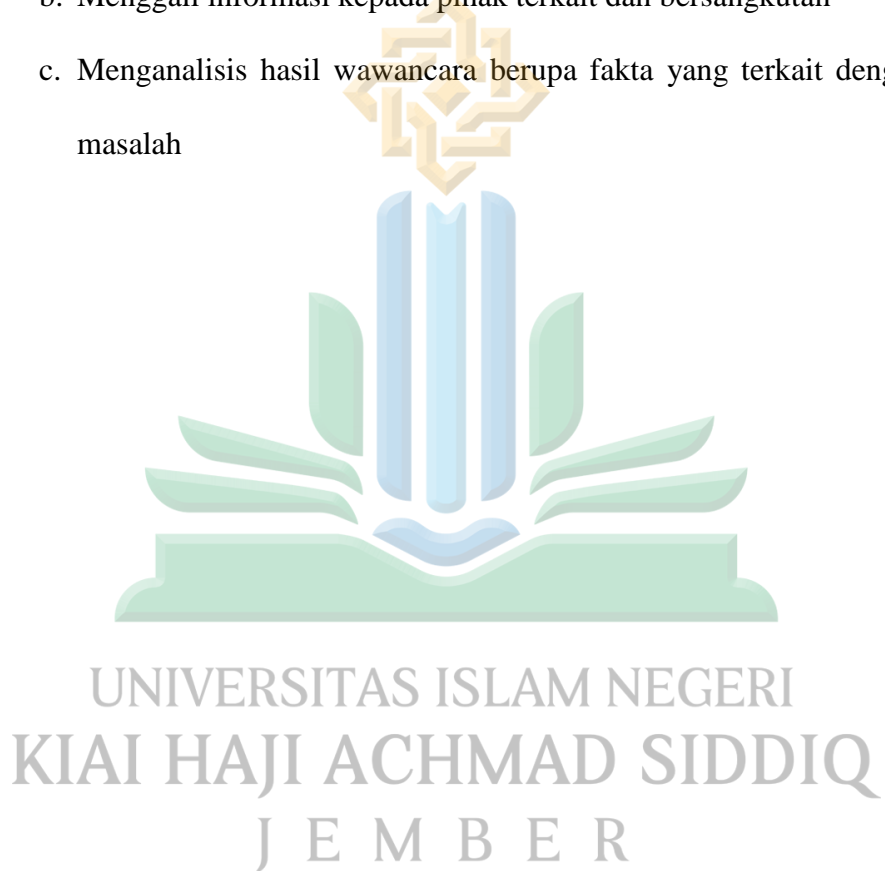 b. Menggali informasi kepada pihak terkait dan bersangkutan
c. Menganalisis hasil wawancara berupa fakta yang terkait
masalah
UNIVERSITAS ISLAM NEGERI
KIAI HAJI ACHMAD SIDDIQ
JEMBER